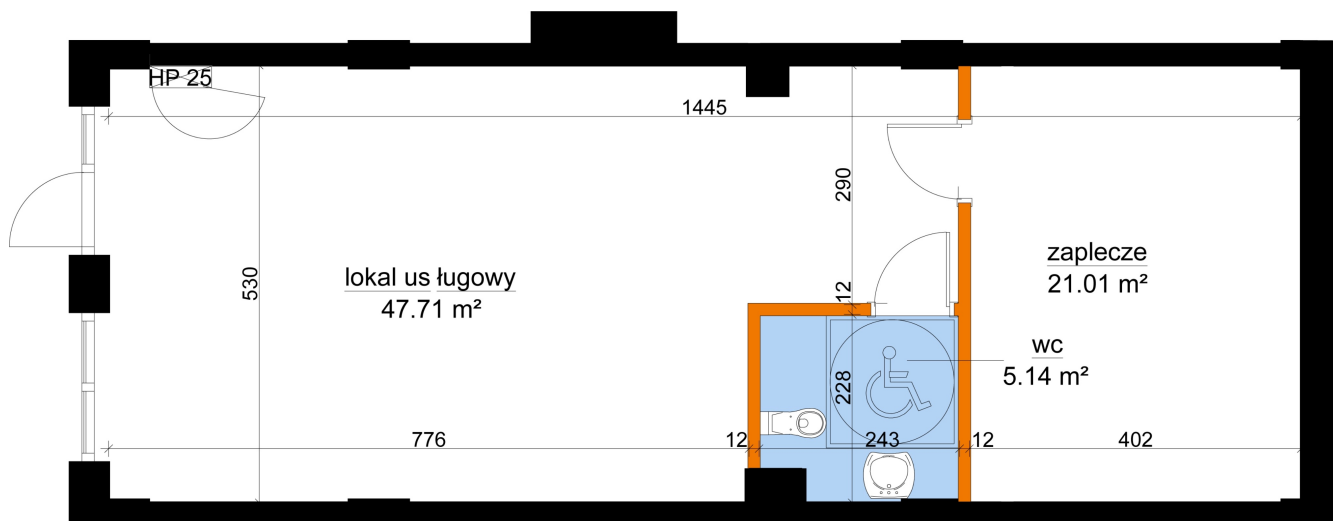 HP 25
1445
290
530
lokal us ługowy
47.71 m²
zaplecze
21.01 m²
12
wc
5.14 m²
228
776
12
243
12
402